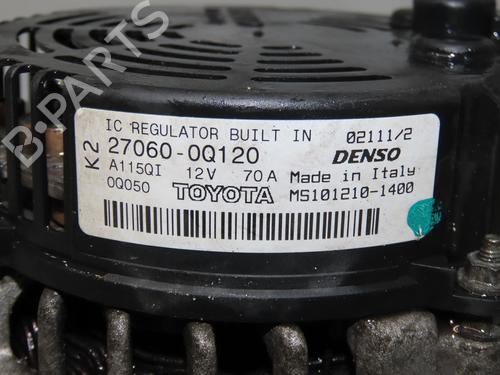 IC REGULATOR BUILT IN 02111/2
K2 27060-0Q120 DENSO
A115QI 12V 70A Made in Italy
0Q050 TOYOTA MS101210-1400
B-PARTS